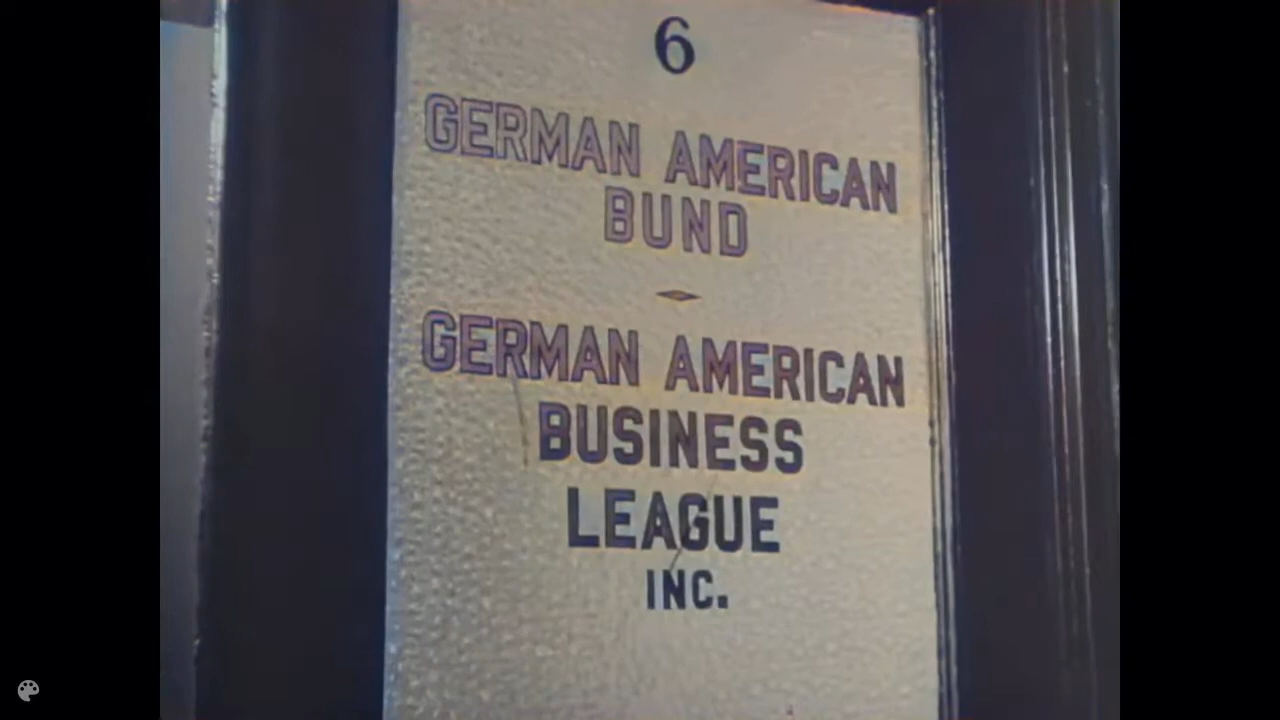 6
GERMAN AMERICAN
BUND
GERMAN AMERICAN
BUSINESS
LEAGUE
INC.